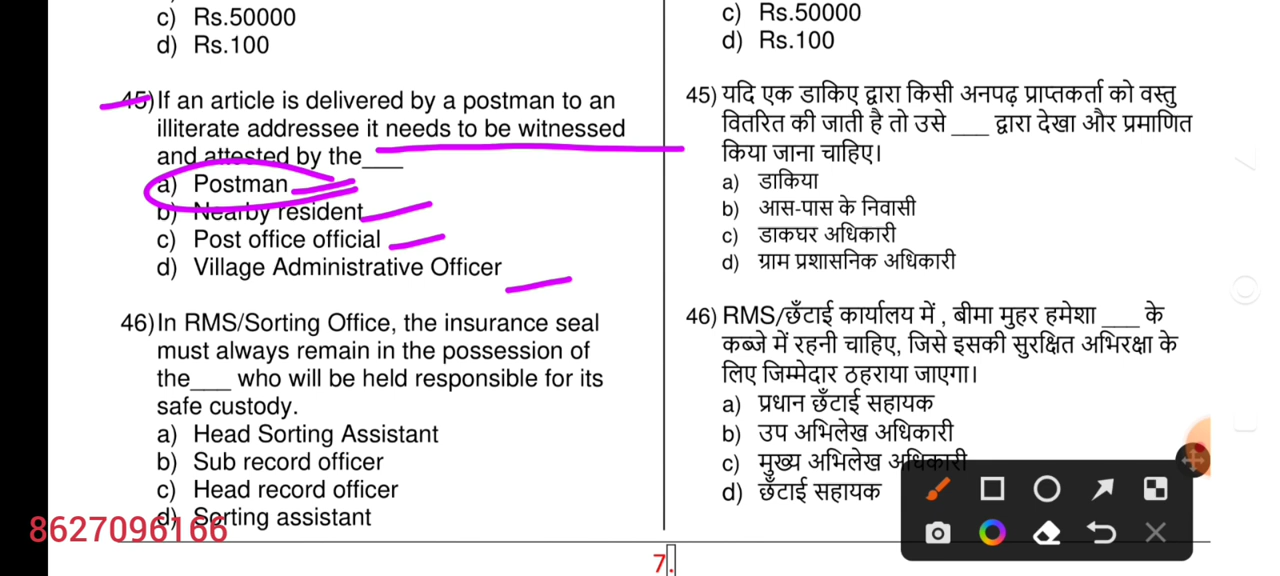 c) Rs.50000
d) Rs.100
45) If an article is delivered by a postman to an
illiterate addressee it needs to be witnessed
and attested by the___
a) Postman
b) Nearby resident
c) Post office official
d) Village Administrative Officer
46) In RMS/Sorting Office, the insurance seal
must always remain in the possession of
the___ who will be held responsible for its
safe custody.
a) Head Sorting Assistant
b) Sub record officer
c) Head record officer
d) Sorting assistant
8627096166
c) Rs.50000
d) Rs.100
45) यदि एक डाकिए द्वारा किसी अनपढ़ प्राप्तकर्ता को वस्तु
वितरित की जाती है तो उसे ___ द्वारा देखा और प्रमाणित
किया जाना चाहिए।
a) डाकिया
b) आस-पास के निवासी
c) डाकघर अधिकारी
d) ग्राम प्रशासनिक अधिकारी
46) RMS/छँटाई कार्यालय में , बीमा मुहर हमेशा ___ के
कब्जे में रहनी चाहिए, जिसे इसकी सुरक्षित अभिरक्षा के
लिए जिम्मेदार ठहराया जाएगा।
a) प्रधान छँटाई सहायक
b) उप अभिलेख अधिकारी
c) मुख्य अभिलेख अधिकारी
d) छँटाई सहायक
7.